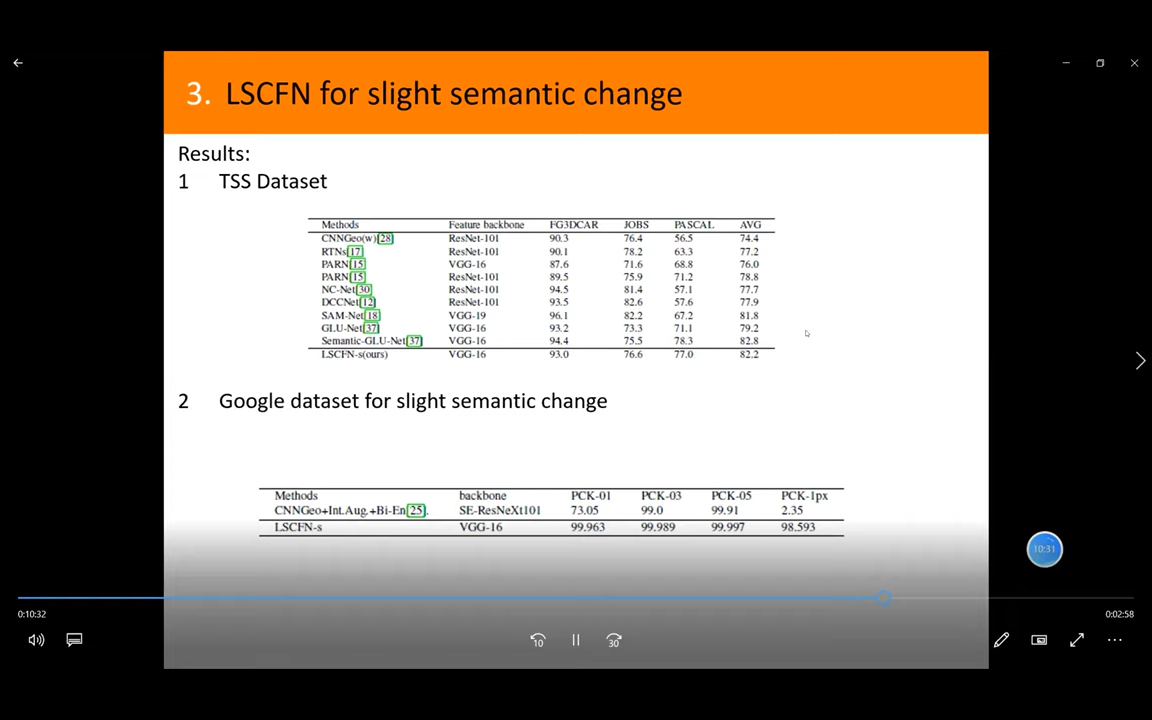 3. LSCFN for slight semantic change
Results:
1 TSS Dataset
Methods Feature backbone FG3DCAR JOBS PASCAL AVG
CNNGeo(w)[28] ResNet-101 90.3 76.4 56.5 74.4
RTNs[17] ResNet-101 90.1 78.2 63.3 77.2
PARN[15] VGG-16 87.6 71.6 68.8 76.0
PARN[15] ResNet-101 89.5 75.9 71.2 78.8
NC-Net[30] ResNet-101 94.5 81.4 57.1 77.7
DCCNet[12] ResNet-101 93.5 82.6 57.6 77.9
SAM-Net[18] VGG-19 96.1 82.2 67.2 81.8
GLU-Net[37] VGG-16 93.2 73.3 71.1 79.2
Semantic-GLU-Net[37] VGG-16 94.4 75.5 78.3 82.8
LSCFN-s(ours) VGG-16 93.0 76.6 77.0 82.2
2 Google dataset for slight semantic change
Methods backbone PCK-01 PCK-03 PCK-05 PCK-1px
CNNGeo+Int.Aug.+Bi-En[25]. SE-ResNeXt101 73.05 99.0 99.91 2.35
LSCFN-s VGG-16 99.963 99.989 99.997 98.593
10:31
0:10:32 0:02:58
10 30